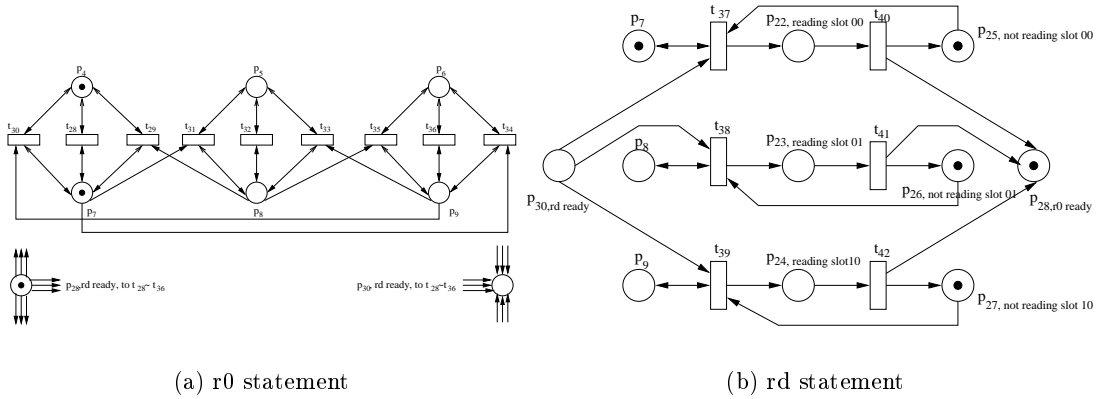 p4 p5 p6
t30 t28 t29 t31 t32 t33 t35 t36 t34
p7 p8 p9
p28,rd ready, to t 28~ t36
p30, rd ready, to t 28~t36
(a) r0 statement
p7 t 37 p22, reading slot 00 t40 p25, not reading slot 00
p8 t38 p23, reading slot 01 t41
p26, not reading slot 01
p30,rd ready p28,r0 ready
p9 t39 p24, reading slot10 t42
p27, not reading slot 10
(b) rd statement